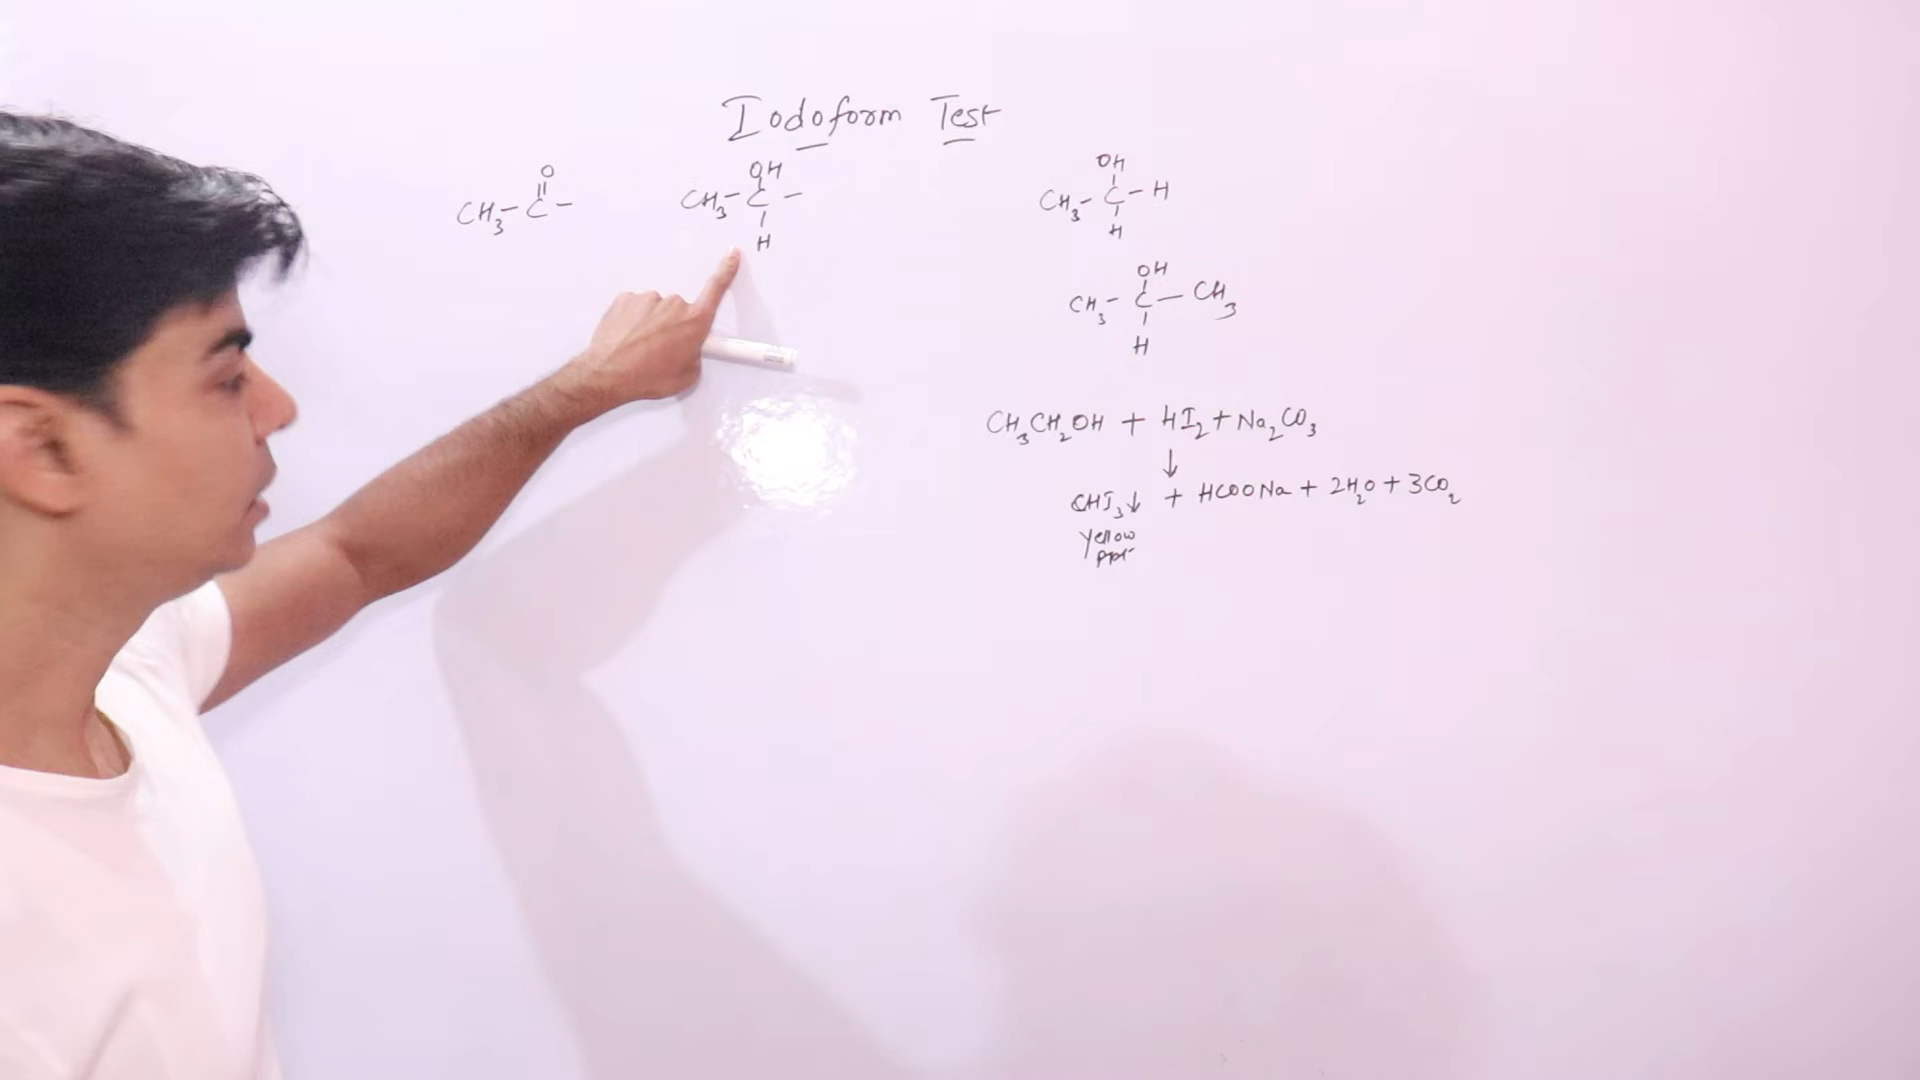 Iodoform Test
O
CH3-C-
OH
CH3-C-
H
OH
CH3-C-H
H
OH
CH3-C-CH3
H
CH3CH2OH + 4I2 + Na2CO3
↓
CHI3↓ + HCOONa + 2H2O + 3CO2
Yellow
ppt